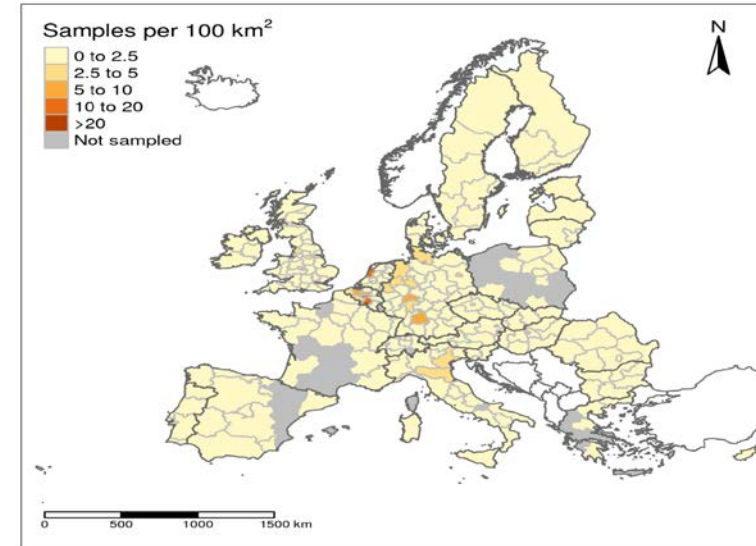 Samples per 100 km²
0 to 2.5
2.5 to 5
5 to 10
10 to 20
>20
Not sampled
N
0 500 1000 1500 km